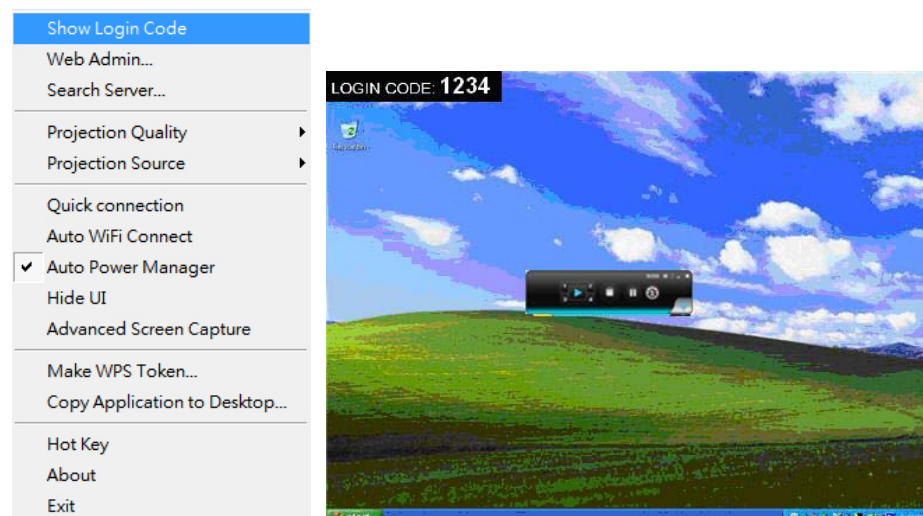 Show Login Code
Web Admin...
Search Server...
Projection Quality
Projection Source
Quick connection
Auto WiFi Connect
Auto Power Manager
Hide UI
Advanced Screen Capture
Make WPS Token...
Copy Application to Desktop...
Hot Key
About
Exit
LOGIN CODE: 1234